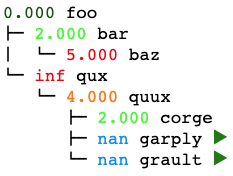 0.000 foo
├─ 2.000 bar
│  └─ 5.000 baz
└─ inf qux
   └─ 4.000 quux
      ├─ 2.000 corge
      ├─ nan garply ▶
      └─ nan grault ▶